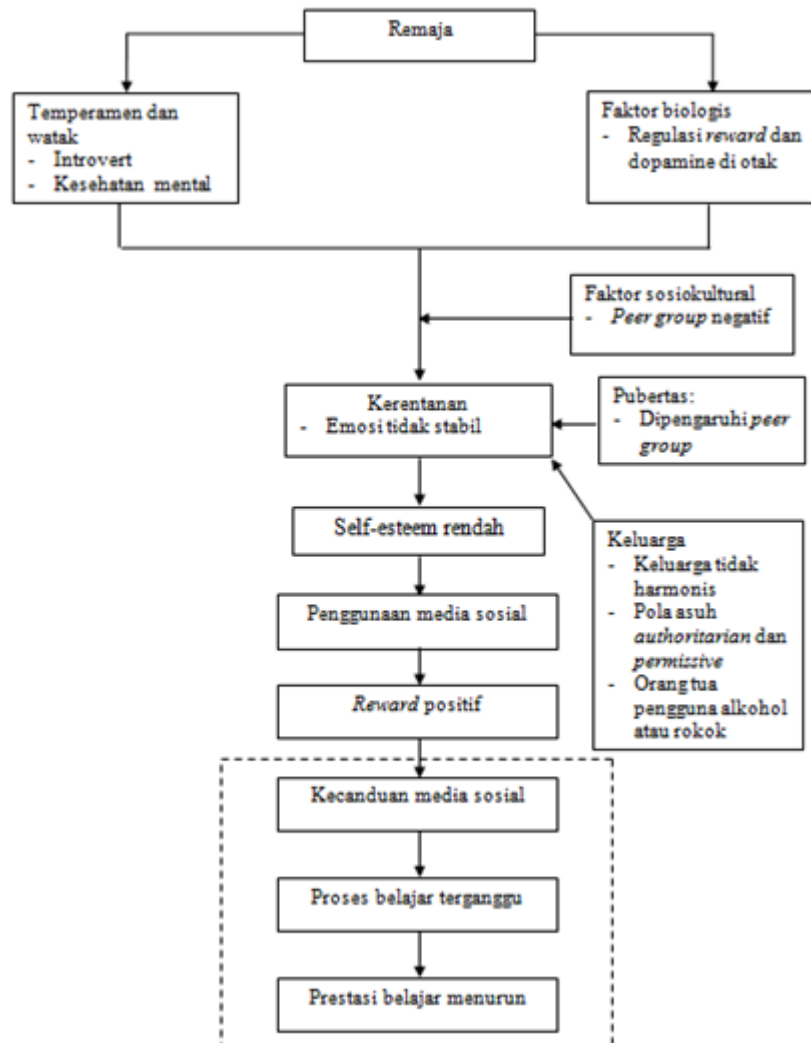 Remaja
Temperamen dan
watak
- Introvert
- Kesehatan mental
Faktor biologis
- Regulasi reward dan
dopamine di otak
Faktor sosiokultural
- Peer group negatif
Kerentanan
- Emosi tidak stabil
Pubertas:
- Dipengaruhi peer
group
Self-esteem rendah
Keluarga
- Keluarga tidak
harmonis
- Pola asuh
authoritarian dan
permissive
- Orang tua
pengguna alkohol
atau rokok
Penggunaan media sosial
Reward positif
Kecanduan media sosial
Proses belajar terganggu
Prestasi belajar menurun